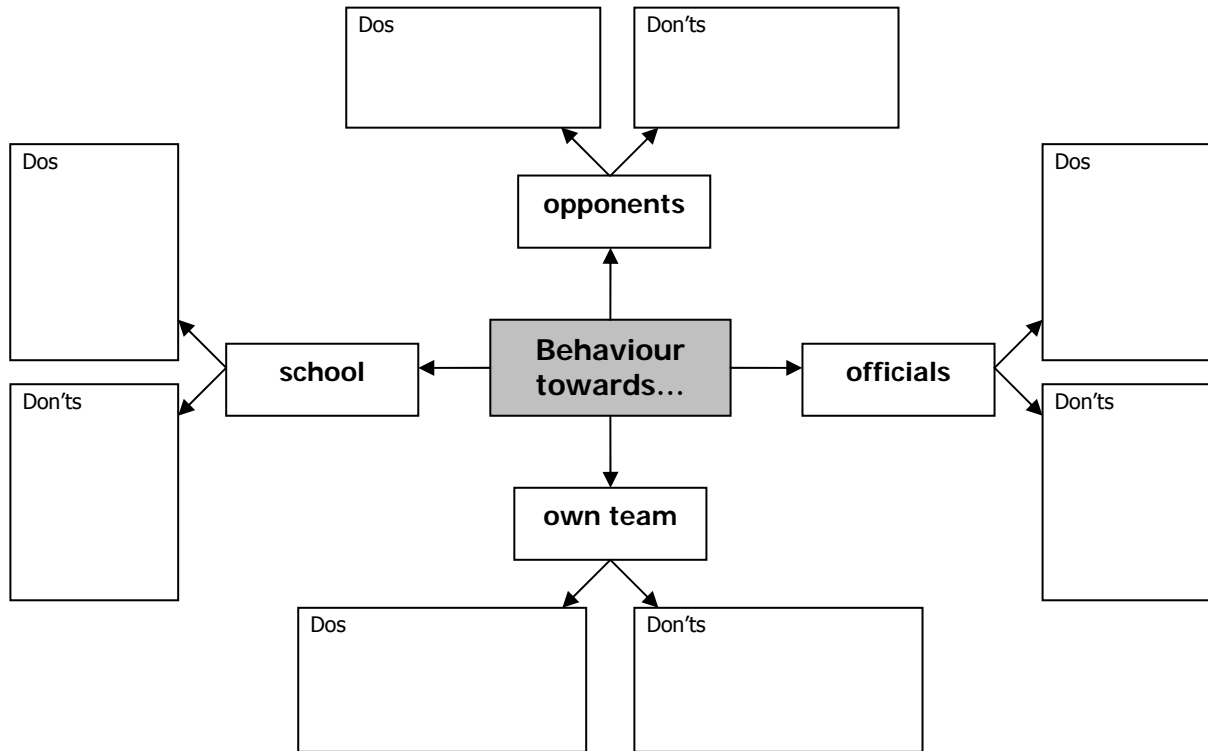 Dos
Don'ts
opponents
Dos
Dos
school
Behaviour
towards…
officials
Don'ts
Don'ts
own team
Dos
Don'ts